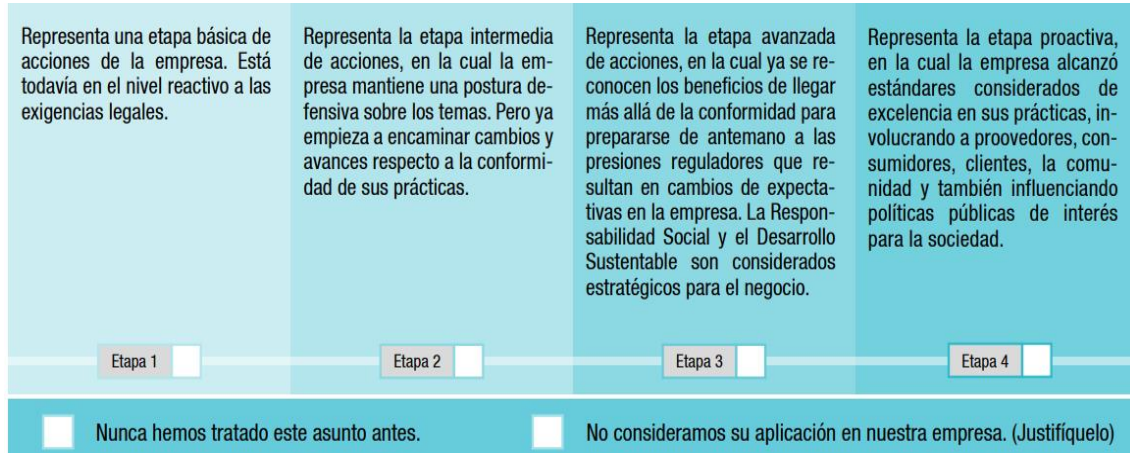 Representa una etapa básica de
acciones de la empresa. Está
todavía en el nivel reactivo a las
exigencias legales.
Etapa 1
Representa la etapa intermedia
de acciones, en la cual la em-
presa mantiene una postura de-
fensiva sobre los temas. Pero ya
empieza a encaminar cambios y
avances respecto a la conformi-
dad de sus prácticas.
Etapa 2
Representa la etapa avanzada
de acciones, en la cual ya se re-
conocen los beneficios de llegar
más allá de la conformidad para
prepararse de antemano a las
presiones reguladores que re-
sultan en cambios de expecta-
tivas en la empresa. La Respon-
sabilidad Social y el Desarrollo
Sustentable son considerados
estratégicos para el negocio.
Etapa 3
Representa la etapa proactiva,
en la cual la empresa alcanzó
estándares considerados de
excelencia en sus prácticas, in-
volucrando a proovedores, con-
sumidores, clientes, la comu-
nidad y también influenciando
políticas públicas de interés
para la sociedad.
Etapa 4
Nunca hemos tratado este asunto antes.
No consideramos su aplicación en nuestra empresa. (Justifíquelo)